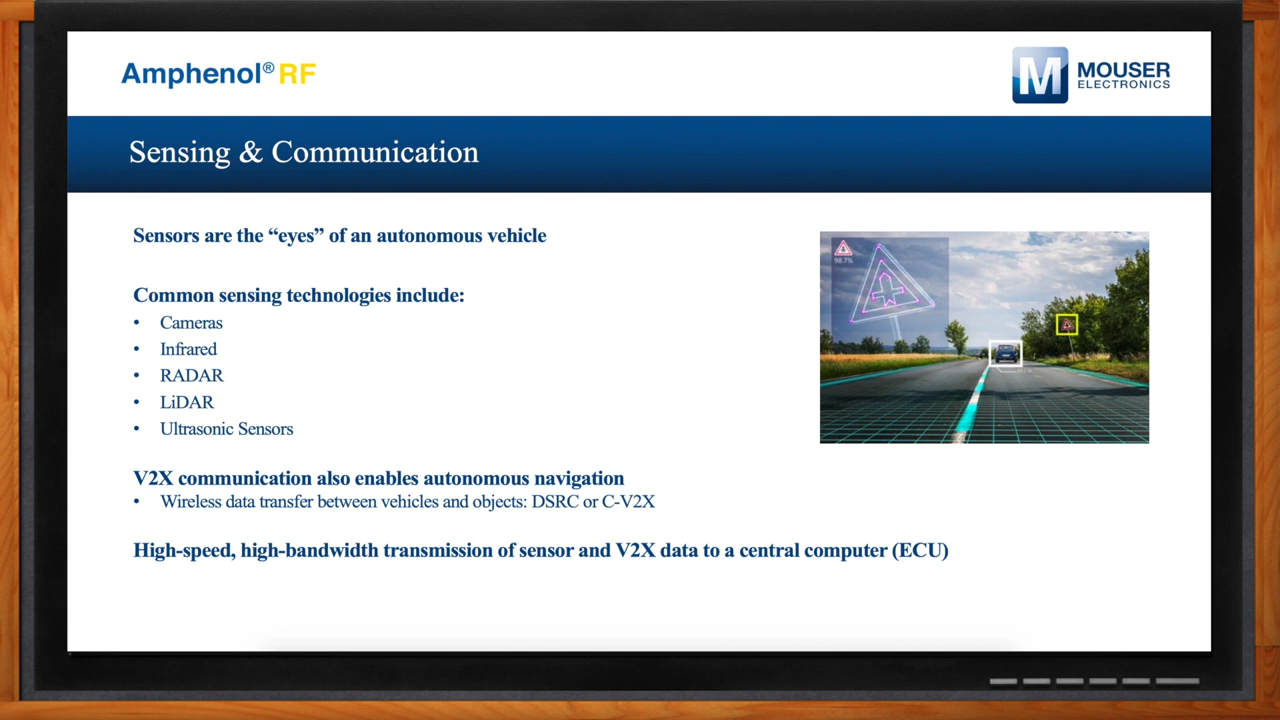 Amphenol® RF
M MOUSER
ELECTRONICS
Sensing & Communication
Sensors are the “eyes” of an autonomous vehicle
Common sensing technologies include:
• Cameras
• Infrared
• RADAR
• LiDAR
• Ultrasonic Sensors
98.7%
V2X communication also enables autonomous navigation
• Wireless data transfer between vehicles and objects: DSRC or C-V2X
High-speed, high-bandwidth transmission of sensor and V2X data to a central computer (ECU)